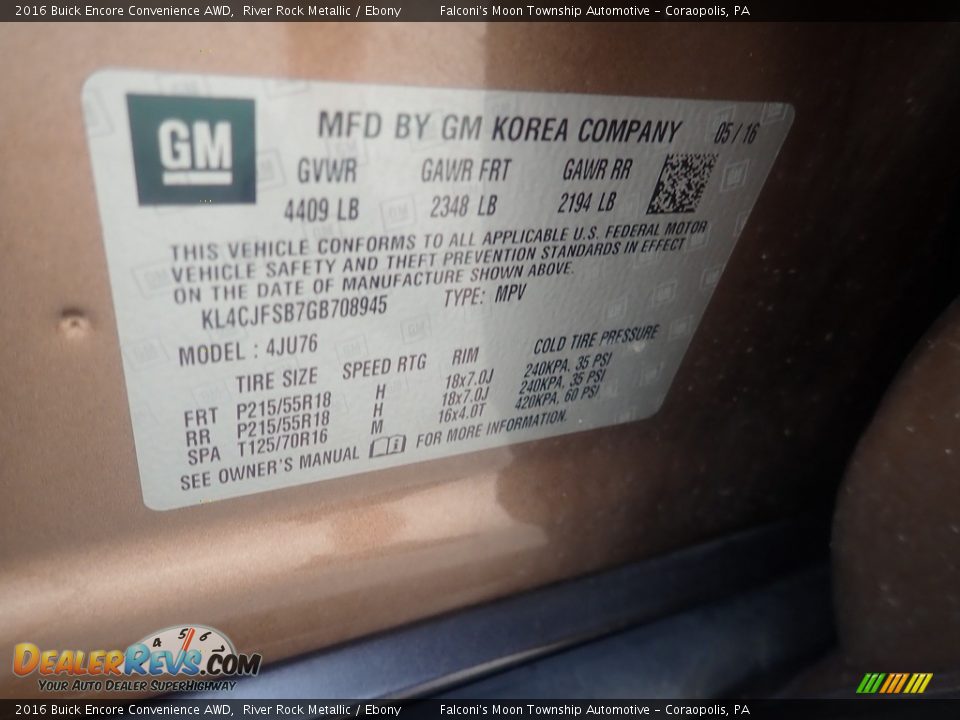 2016 Buick Encore Convenience AWD, River Rock Metallic / Ebony Falconi's Moon Township Automotive - Coraopolis, PA
GM MFD BY GM KOREA COMPANY 05/16
GVWR GAWR FRT GAWR RR
4409 LB 2348 LB 2194 LB
THIS VEHICLE CONFORMS TO ALL APPLICABLE U.S. FEDERAL MOTOR
VEHICLE SAFETY AND THEFT PREVENTION STANDARDS IN EFFECT
ON THE DATE OF MANUFACTURE SHOWN ABOVE.
KL4CJFSB7GB708945 TYPE: MPV
MODEL : 4JU76
TIRE SIZE SPEED RTG RIM COLD TIRE PRESSURE
FRT P215/55R18 H 18x7.0J 240KPA, 35 PSI
RR P215/55R18 H 18x7.0J 240KPA, 35 PSI
SPA T125/70R16 M 16x4.0T 420KPA, 60 PSI
SEE OWNER'S MANUAL FOR MORE INFORMATION.
4 5 6 7
DEALERREVS.COM
YOUR AUTO DEALER SUPERHIGHWAY
2016 Buick Encore Convenience AWD, River Rock Metallic / Ebony Falconi's Moon Township Automotive - Coraopolis, PA